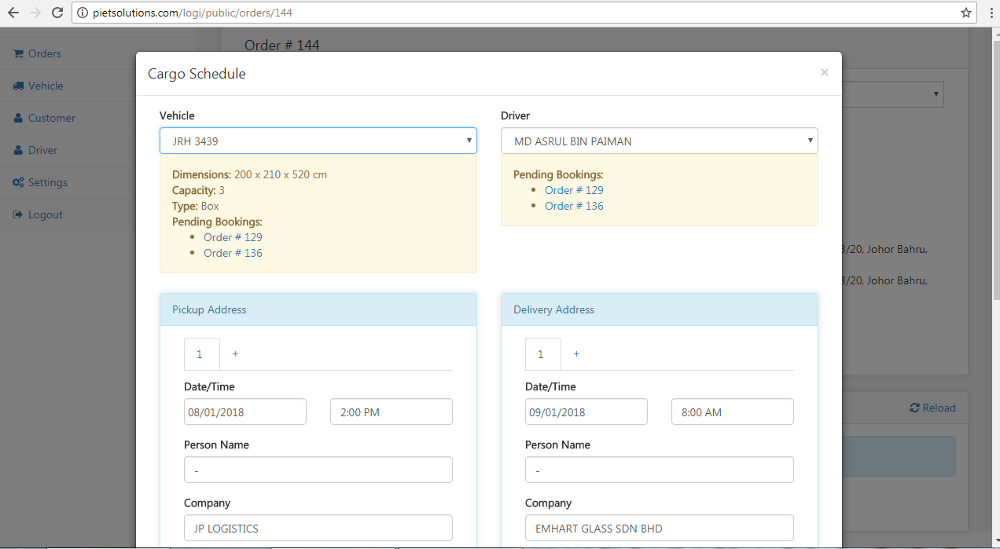 pietsolutions.com/logi/public/orders/144
Order # 144
Orders
Vehicle
Customer
Driver
Settings
Logout
Cargo Schedule
×
Vehicle
Driver
JRH 3439
MD ASRUL BIN PAIMAN
Dimensions: 200 x 210 x 520 cm
Capacity: 3
Type: Box
Pending Bookings:
Order # 129
Order # 136
Pending Bookings:
Order # 129
Order # 136
3/20, Johor Bahru,
3/20, Johor Bahru,
Pickup Address
1 +
Date/Time
08/01/2018 2:00 PM
Person Name
-
Company
JP LOGISTICS
Delivery Address
1 +
Date/Time
09/01/2018 8:00 AM
Person Name
-
Company
EMHART GLASS SDN BHD
Reload